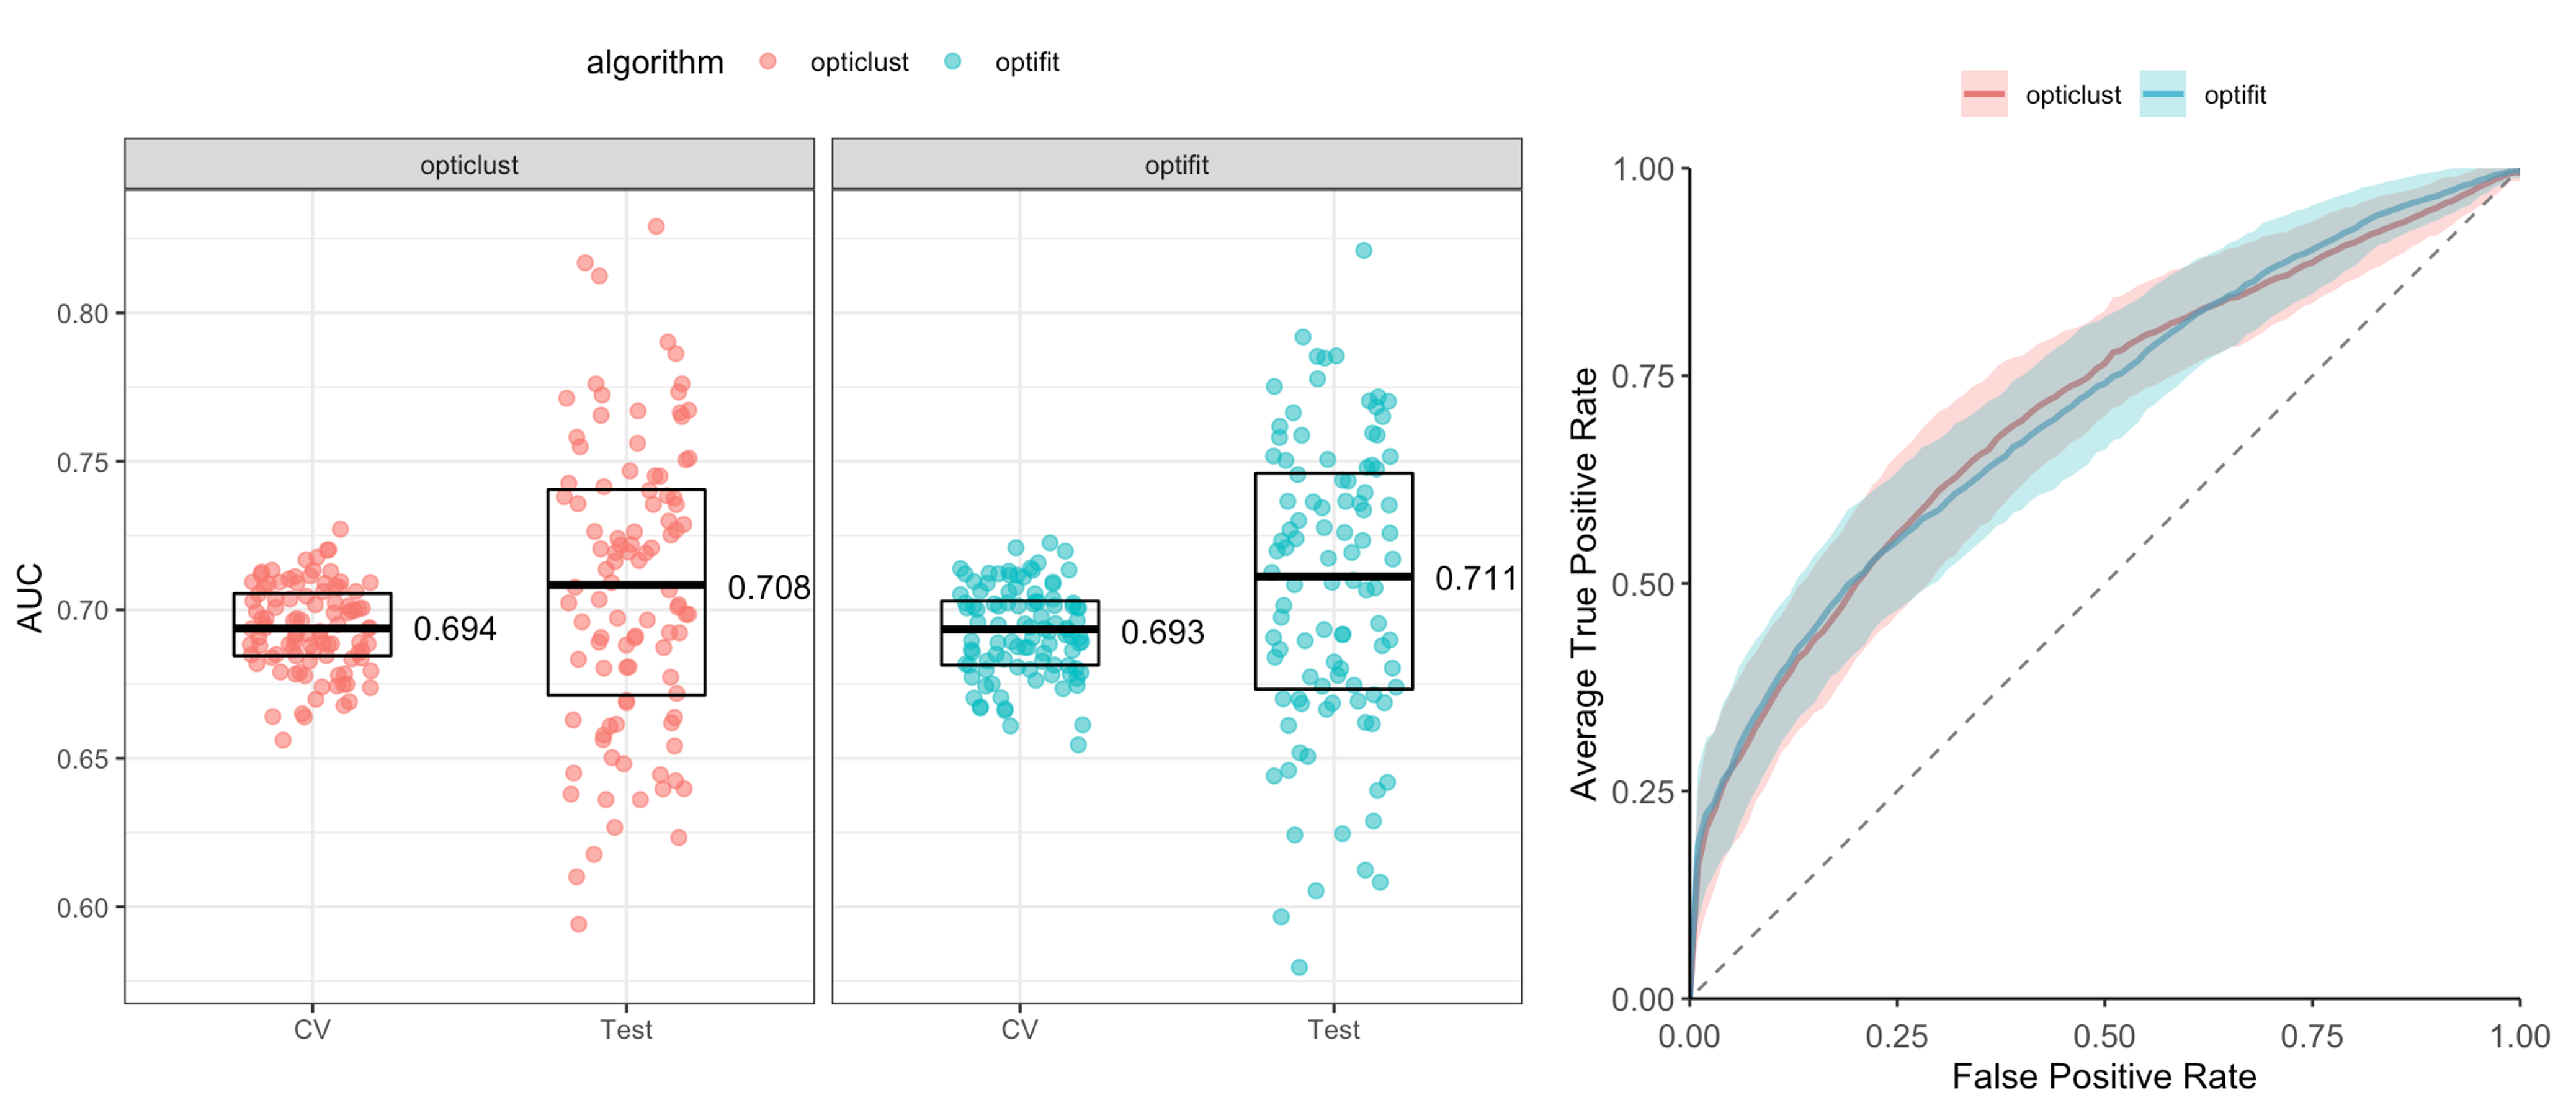 algorithm opticlust optifit
opticlust optifit
opticlust
optifit
AUC
0.80
0.75
0.70
0.65
0.60
0.694
0.708
0.693
0.711
CV
Test
CV
Test
Average True Positive Rate
1.00
0.75
0.50
0.25
0.00
0.00 0.25 0.50 0.75 1.00
False Positive Rate